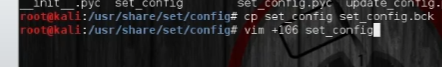 __init__.pyc  set_config        set_config.pyc  update_config.
root@kali:/usr/share/set/config# cp set_config set_config.bck
root@kali:/usr/share/set/config# vim +106 set_config